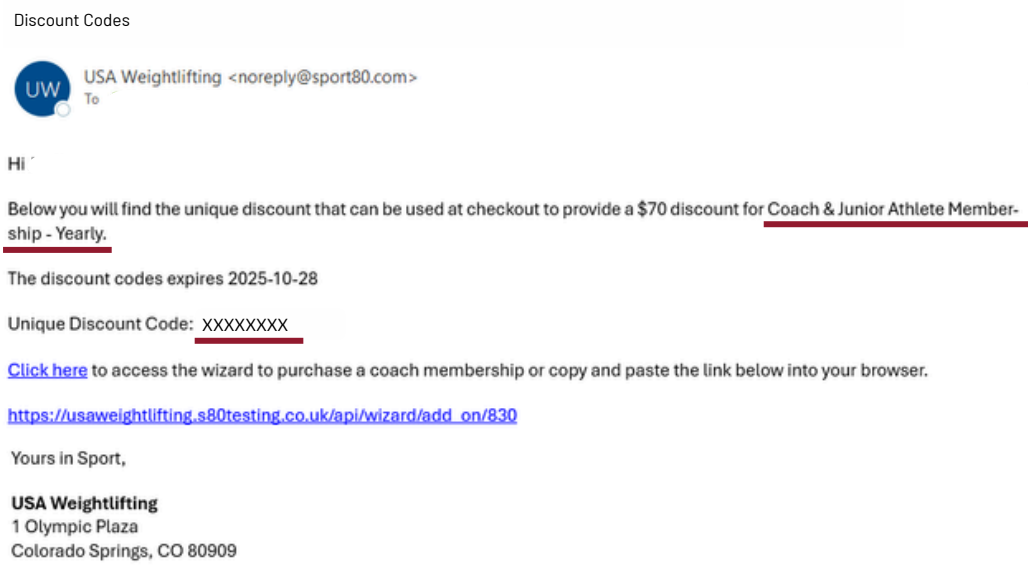 Discount Codes
UW
USA Weightlifting <noreply@sport80.com>
To
Hi
Below you will find the unique discount that can be used at checkout to provide a $70 discount for Coach & Junior Athlete Member-
ship - Yearly.
The discount codes expires 2025-10-28
Unique Discount Code: XXXXXXXX
Click here to access the wizard to purchase a coach membership or copy and paste the link below into your browser.
https://usaweightlifting.s80testing.co.uk/api/wizard/add_on/830
Yours in Sport,
USA Weightlifting
1 Olympic Plaza
Colorado Springs, CO 80909